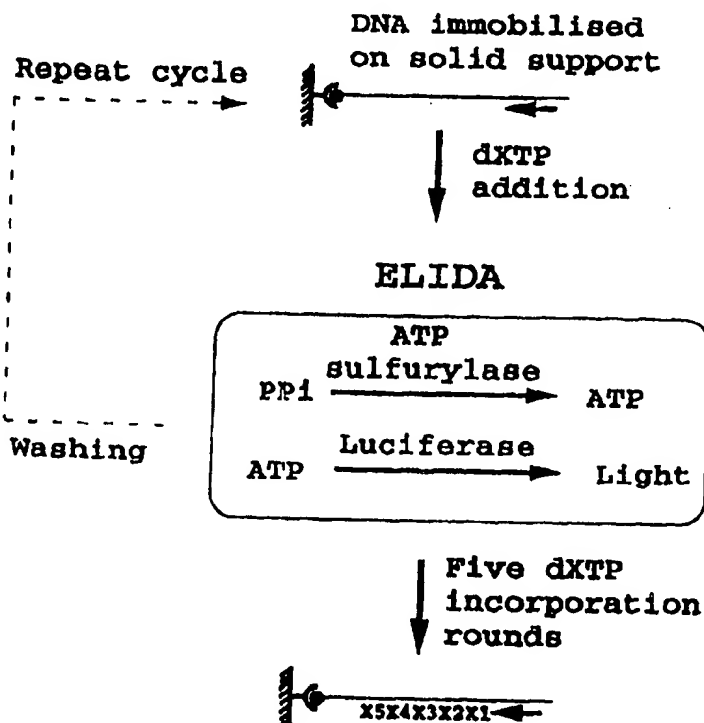 DNA immobilised
on solid support
Repeat cycle
dXTP
addition
ELIDA
ATP
sulfurylase
PPi
ATP
Luciferase
ATP
Light
Washing
Five dXTP
incorporation
rounds
X5X4X3X2X1